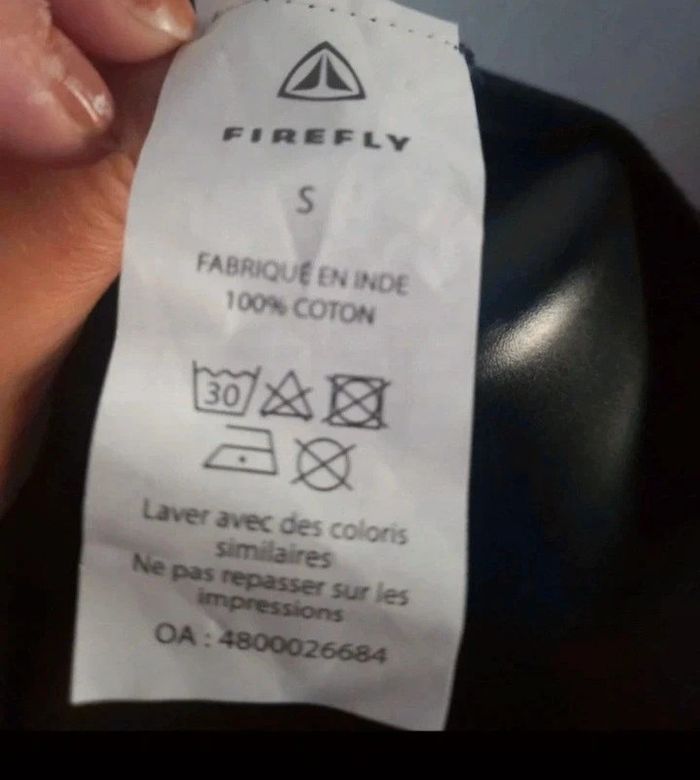 FIREFLY
S
FABRIQUÉ EN INDE
100% COTON
30
Laver avec des coloris
similaires
Ne pas repasser sur les
impressions
OA : 4800026684